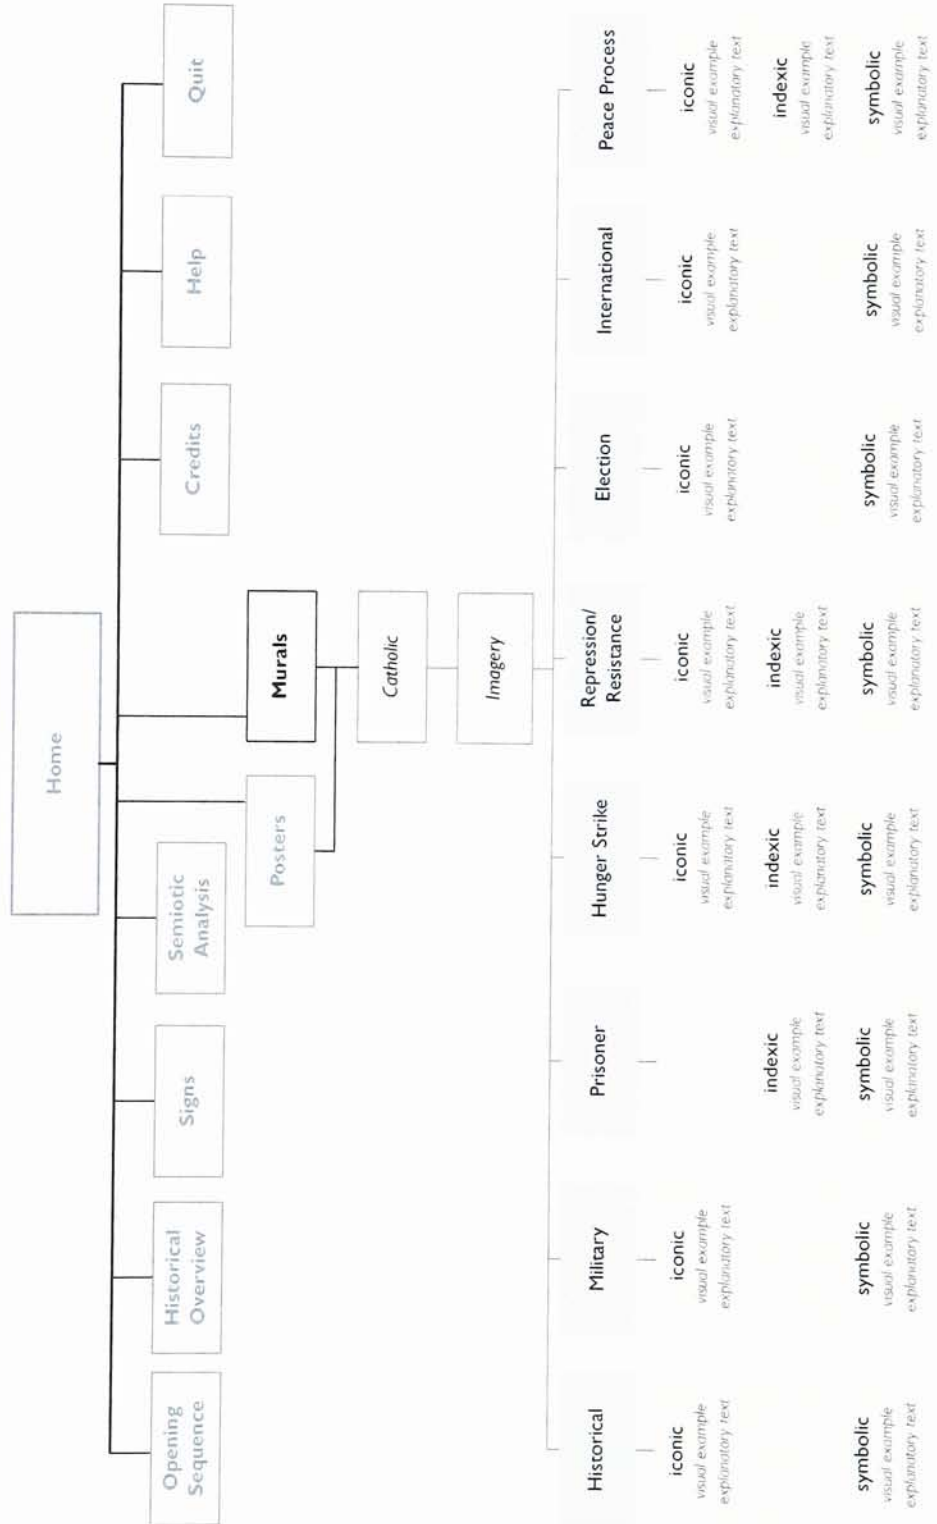 Home
Opening
Sequence
Historical
Overview
Signs
Semiotic
Analysis
Posters
Murals
Credits
Help
Quit
Catholic
Imagery
Historical
iconic
visual example
explanatory text
symbolic
visual example
explanatory text
Military
iconic
visual example
explanatory text
symbolic
visual example
explanatory text
Prisoner
indexic
visual example
explanatory text
symbolic
visual example
explanatory text
Hunger Strike
iconic
visual example
explanatory text
indexic
visual example
explanatory text
symbolic
visual example
explanatory text
Repression/
Resistance
iconic
visual example
explanatory text
indexic
visual example
explanatory text
symbolic
visual example
explanatory text
Election
iconic
visual example
explanatory text
symbolic
visual example
explanatory text
International
iconic
visual example
explanatory text
symbolic
visual example
explanatory text
Peace Process
iconic
visual example
explanatory text
indexic
visual example
explanatory text
symbolic
visual example
explanatory text